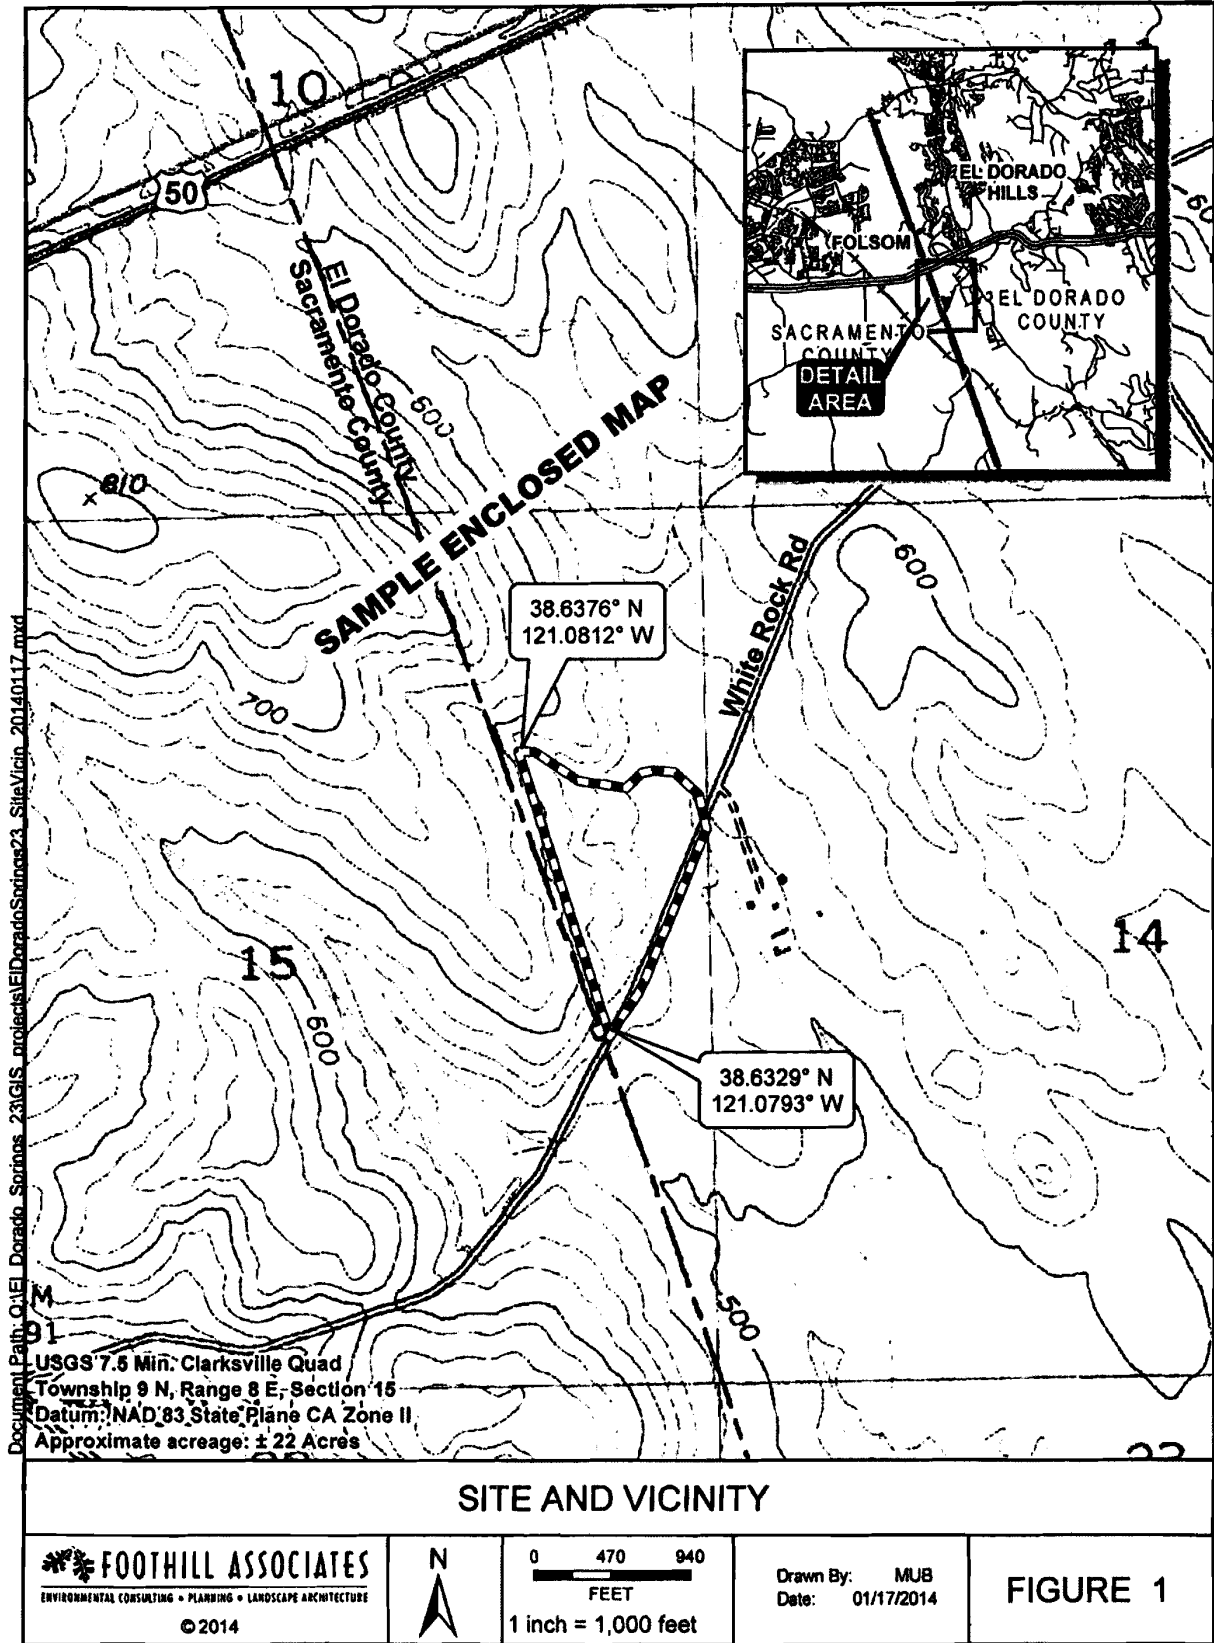 10
50
El Dorado County
Sacramento County
EL DORADO
HILLS
FOLSOM
EL DORADO
COUNTY
SACRAMENTO
COUNTY
DETAIL
AREA
600
810
SAMPLE ENCLOSED MAP
600
38.6376° N
121.0812° W
White Rock Rd
700
15
14
600
38.6329° N
121.0793° W
500
M
91
USGS 7.5 Min. Clarksville Quad
Township 9 N, Range 8 E, Section 15
Datum: NAD 83 State Plane CA Zone II
Approximate acreage: ± 22 Acres
Document Path: Q:\El_Dorado_Springs_23\GIS_projects\ElDoradoSprings23_SiteVicin_20140117.mxd
SITE AND VICINITY
FOOTHILL ASSOCIATES
ENVIRONMENTAL CONSULTING • PLANNING • LANDSCAPE ARCHITECTURE
© 2014
N
0 470 940
FEET
1 inch = 1,000 feet
Drawn By: MUB
Date: 01/17/2014
FIGURE 1